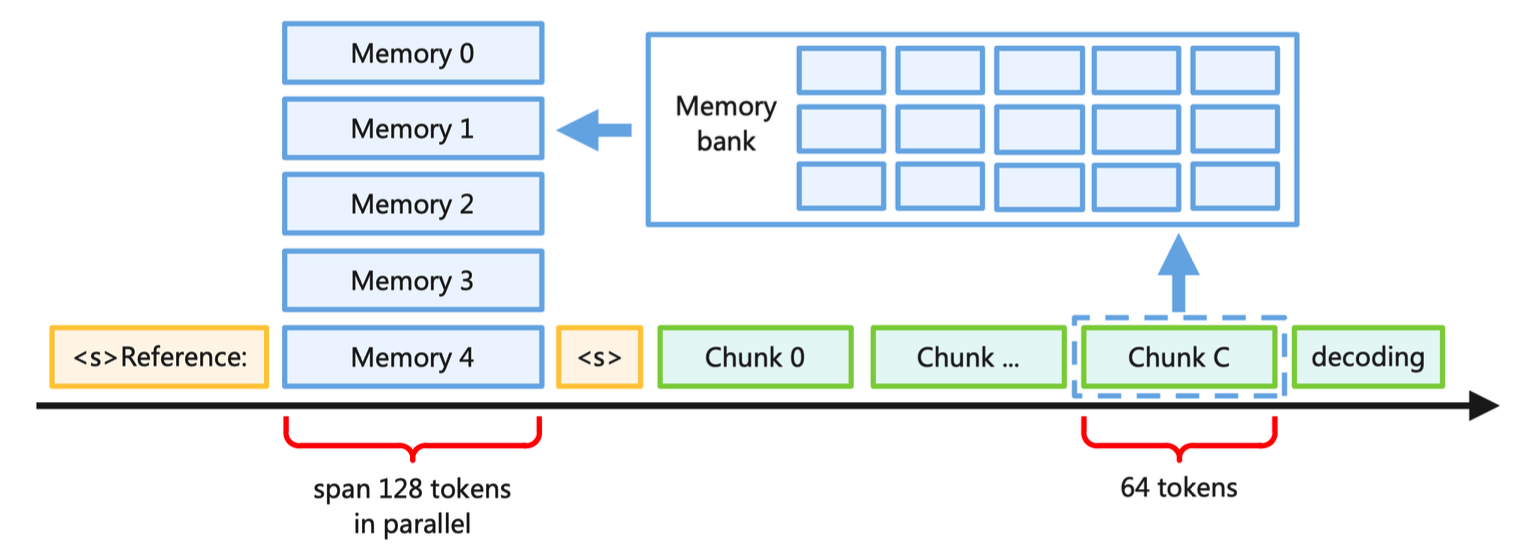 Memory 0
Memory 1
Memory 2
Memory 3
Memory
bank
<s>Reference:
Memory 4
<s>
Chunk 0
Chunk ...
Chunk C
decoding
span 128 tokens
in parallel
64 tokens